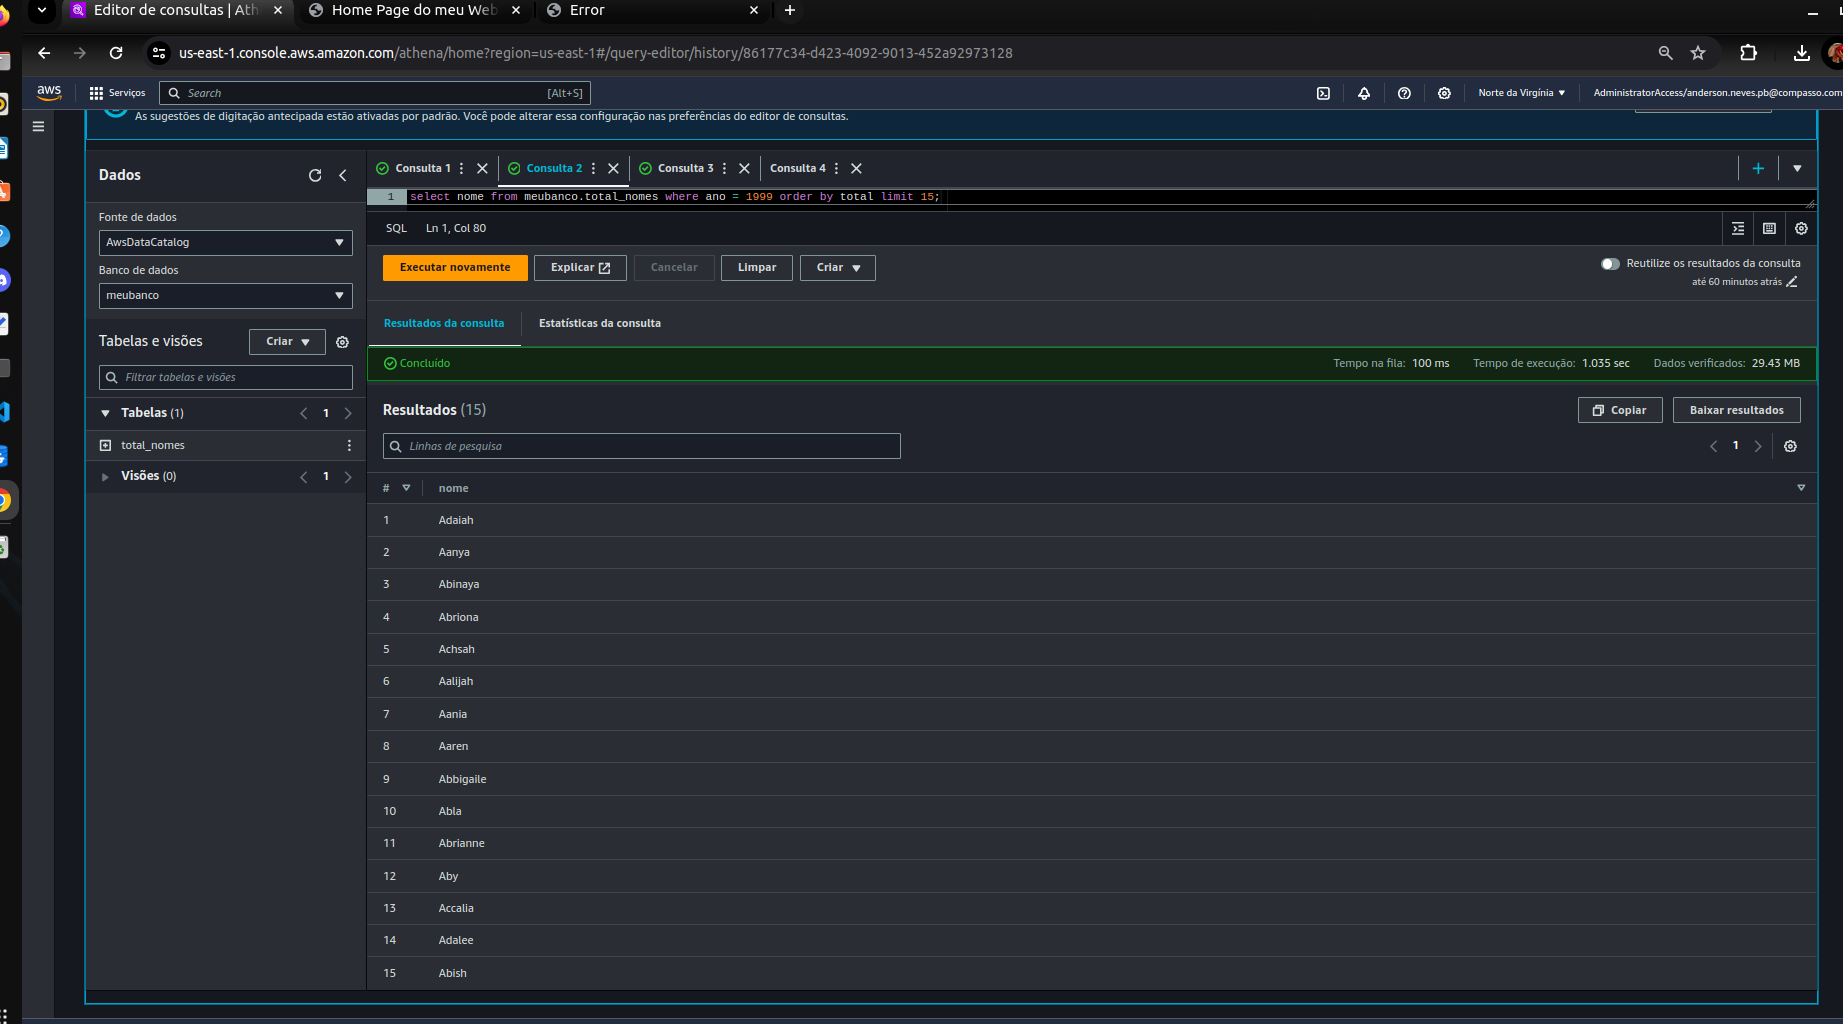 Editor de consultas | Ath
Home Page do meu Web
Error
us-east-1.console.aws.amazon.com/athena/home?region=us-east-1#/query-editor/history/86177c34-d423-4092-9013-452a92973128
aws
Serviços
Search
[Alt+S]
Norte da Virgínia
AdministratorAccess/anderson.neves.pb@compasso.com
As sugestões de digitação antecipada estão ativadas por padrão. Você pode alterar essa configuração nas preferências do editor de consultas.
Dados
Fonte de dados
AwsDataCatalog
Banco de dados
meubanco
Tabelas e visões
Criar
Filtrar tabelas e visões
Tabelas (1)
1
total_nomes
Visões (0)
1
Consulta 1
Consulta 2
Consulta 3
Consulta 4
1 select nome from meubanco.total_nomes where ano = 1999 order by total limit 15;
SQL Ln 1, Col 80
Executar novamente
Explicar
Cancelar
Limpar
Criar
Reutilize os resultados da consulta
até 60 minutos atrás
Resultados da consulta
Estatísticas da consulta
Concluído
Tempo na fila: 100 ms
Tempo de execução: 1.035 sec
Dados verificados: 29.43 MB
Resultados (15)
Copiar
Baixar resultados
Linhas de pesquisa
1
# nome
1 Adaiah
2 Aanya
3 Abinaya
4 Abriona
5 Achsah
6 Aalijah
7 Aania
8 Aaren
9 Abbigaile
10 Abla
11 Abrianne
12 Aby
13 Accalia
14 Adalee
15 Abish